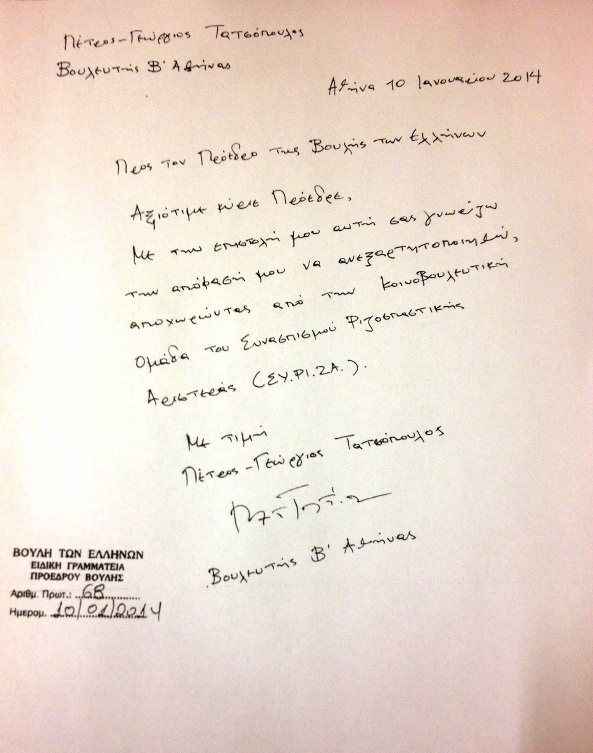 Πέτρος-Γεώργιος Τατσόπουλος
Βουλευτής Β' Αθήνας
Αθήνα 10 Ιανουαρίου 2014
Προς τον Πρόεδρο της Βουλής των Ελλήνων
Αξιότιμε κύριε Πρόεδρε,
Με την επιστολή μου αυτή σας γνωρίζω
την απόφασή μου να ανεξαρτητοποιηθώ,
αποχωρώντας από την Κοινοβουλευτική
Ομάδα του Συνασπισμού Ριζοσπαστικής
Αριστεράς (ΣΥ.ΡΙ.ΖΑ.).
Με τιμή
Πέτρος-Γεώργιος Τατσόπουλος
Βουλευτής Β' Αθήνας
ΒΟΥΛΗ ΤΩΝ ΕΛΛΗΝΩΝ
ΕΙΔΙΚΗ ΓΡΑΜΜΑΤΕΙΑ
ΠΡΟΕΔΡΟΥ ΒΟΥΛΗΣ
Αριθμ. Πρωτ.: 68
Ημερομ. 10/01/2014